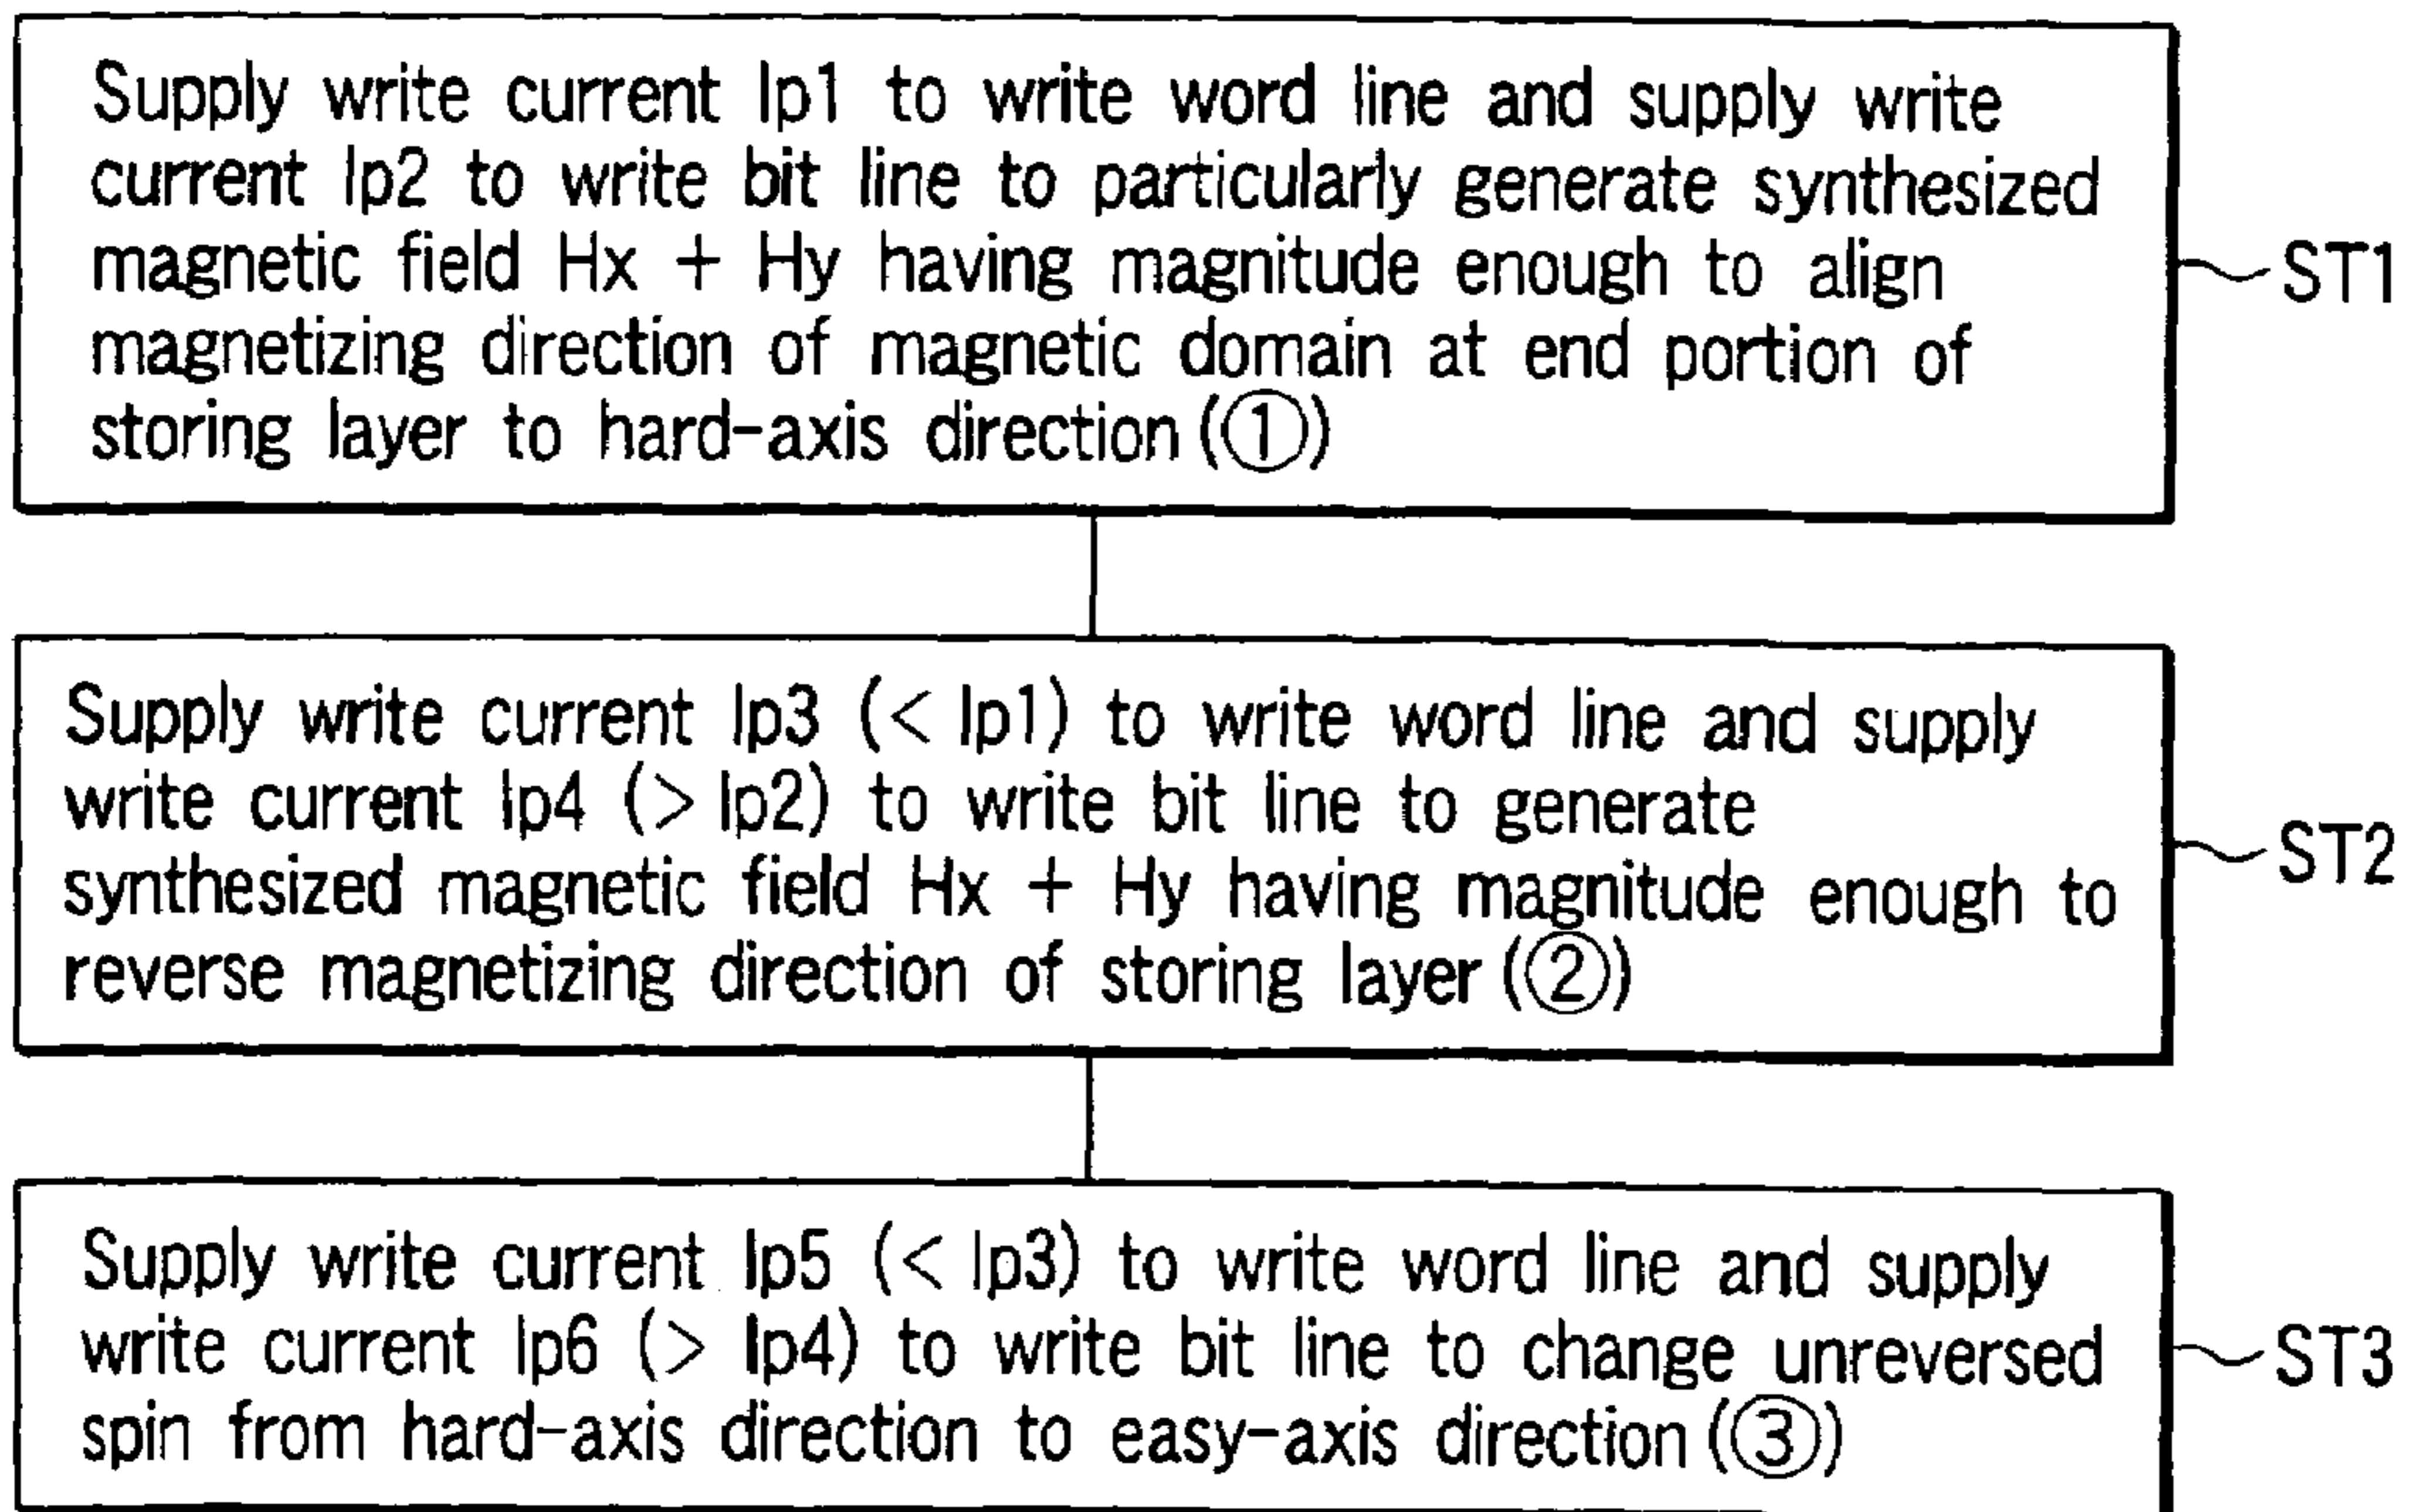 Supply write current Ip1 to write word line and supply write
current Ip2 to write bit line to particularly generate synthesized
magnetic field Hx + Hy having magnitude enough to align
magnetizing direction of magnetic domain at end portion of
storing layer to hard-axis direction (①)
ST1
Supply write current Ip3 (< Ip1) to write word line and supply
write current Ip4 (> Ip2) to write bit line to generate
synthesized magnetic field Hx + Hy having magnitude enough to
reverse magnetizing direction of storing layer (②)
ST2
Supply write current Ip5 (< Ip3) to write word line and supply
write current Ip6 (> Ip4) to write bit line to change unreversed
spin from hard-axis direction to easy-axis direction (③)
ST3